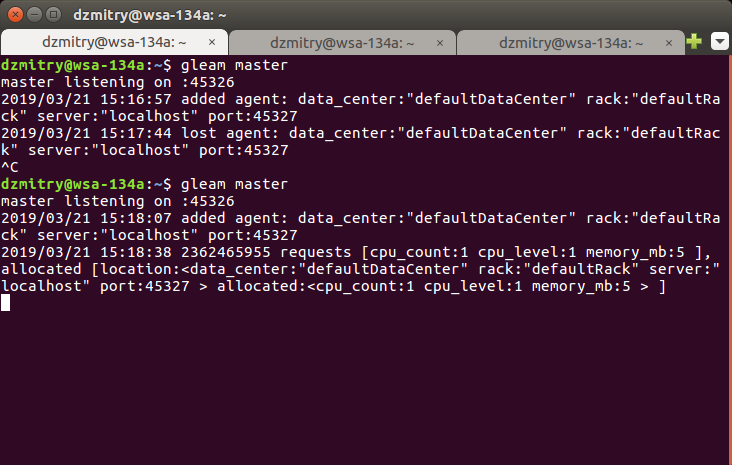 dzmitry@wsa-134a: ~
dzmitry@wsa-134a: ~ × dzmitry@wsa-134a: ~ × dzmitry@wsa-134a: ~ ×
dzmitry@wsa-134a:~$ gleam master
master listening on :45326
2019/03/21 15:16:57 added agent: data_center:"defaultDataCenter" rack:"defaultRa
ck" server:"localhost" port:45327
2019/03/21 15:17:44 lost agent: data_center:"defaultDataCenter" rack:"defaultRac
k" server:"localhost" port:45327
^C
dzmitry@wsa-134a:~$ gleam master
master listening on :45326
2019/03/21 15:18:07 added agent: data_center:"defaultDataCenter" rack:"defaultRa
ck" server:"localhost" port:45327
2019/03/21 15:18:38 2362465955 requests [cpu_count:1 cpu_level:1 memory_mb:5 ],
allocated [location:<data_center:"defaultDataCenter" rack:"defaultRack" server:"
localhost" port:45327 > allocated:<cpu_count:1 cpu_level:1 memory_mb:5 > ]